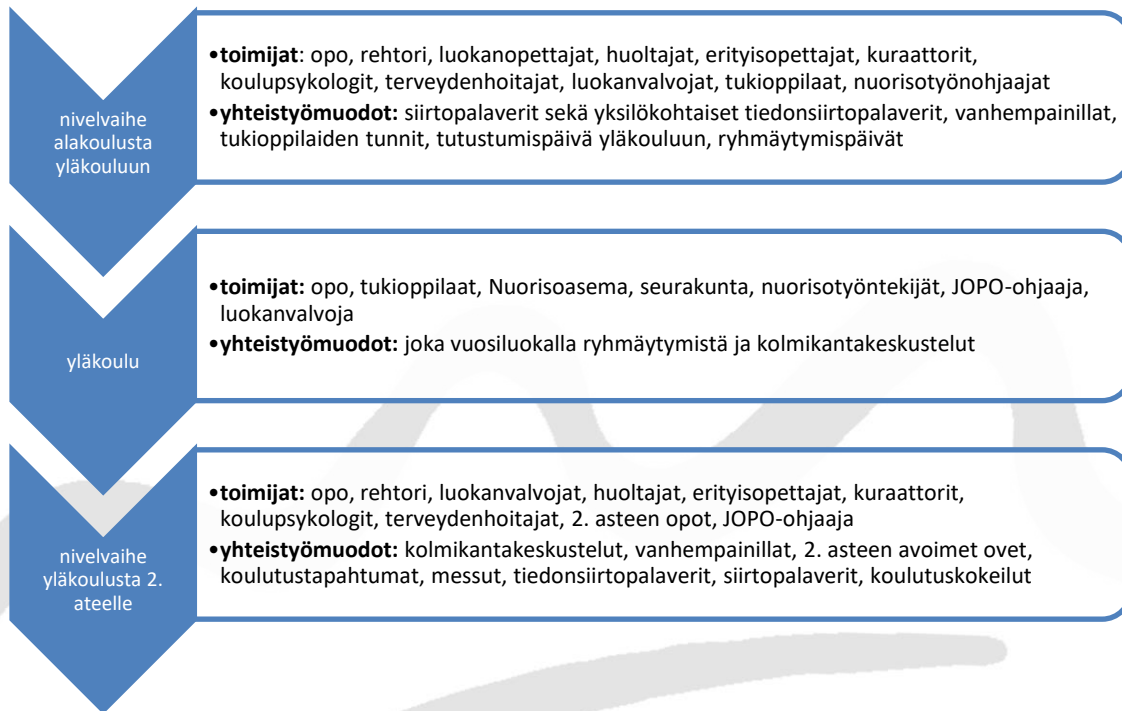 nivelvaihe
alakoulusta
yläkouluun
•toimijat: opo, rehtori, luokanopettajat, huoltajat, erityisopettajat, kuraattorit,
koulupsykologit, terveydenhoitajat, luokanvalvojat, tukioppilaat, nuorisotyönohjaajat
•yhteistyömuodot: siirtopalaverit sekä yksilökohtaiset tiedonsiirtopalaverit, vanhempainillat,
tukioppilaiden tunnit, tutustumispäivä yläkouluun, ryhmäytymispäivät
yläkoulu
•toimijat: opo, tukioppilaat, Nuorisoasema, seurakunta, nuorisotyöntekijät, JOPO-ohjaaja,
luokanvalvoja
•yhteistyömuodot: joka vuosiluokalla ryhmäytymistä ja kolmikantakeskustelut
nivelvaihe
yläkoulusta 2.
ateelle
•toimijat: opo, rehtori, luokanvalvojat, huoltajat, erityisopettajat, kuraattorit,
koulupsykologit, terveydenhoitajat, 2. asteen opot, JOPO-ohjaaja
•yhteistyömuodot: kolmikantakeskustelut, vanhempainillat, 2. asteen avoimet ovet,
koulutustapahtumat, messut, tiedonsiirtopalaverit, siirtopalaverit, koulutuskokeilut